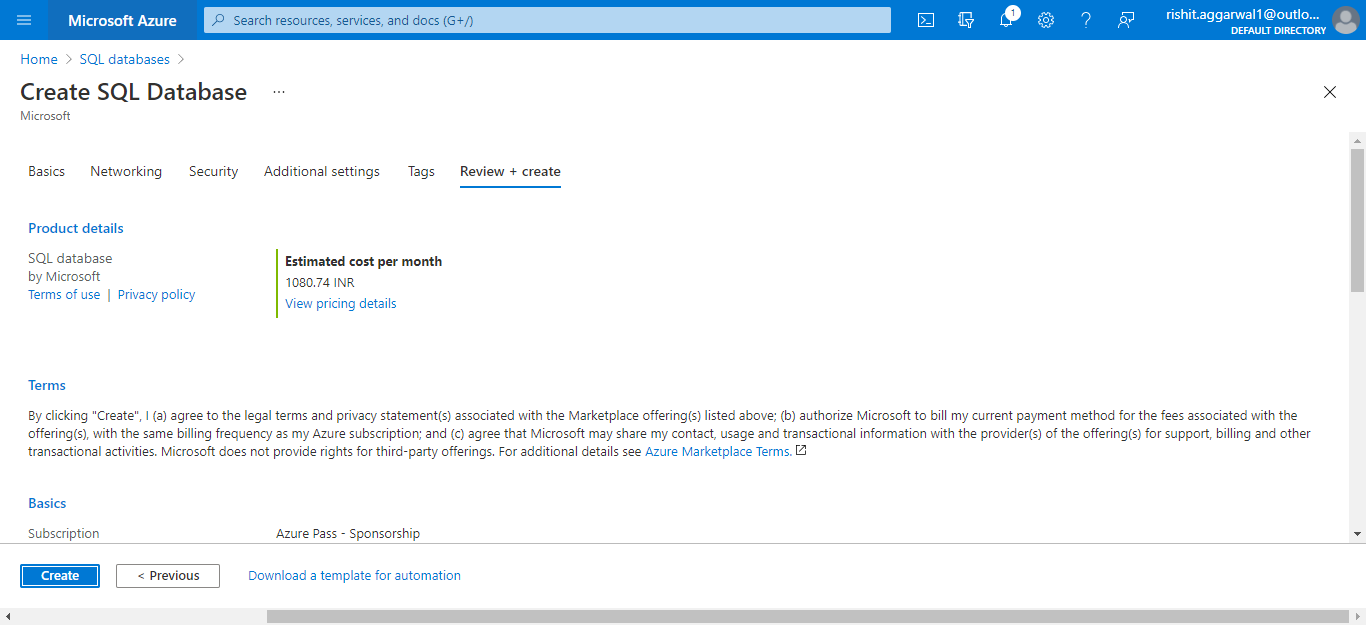 Microsoft Azure
Search resources, services, and docs (G+/)
1
rishit.aggarwal1@outlo...
DEFAULT DIRECTORY
Home > SQL databases >
Create SQL Database ...
Microsoft
Basics Networking Security Additional settings Tags Review + create
Product details
SQL database
by Microsoft
Terms of use | Privacy policy
Estimated cost per month
1080.74 INR
View pricing details
Terms
By clicking "Create", I (a) agree to the legal terms and privacy statement(s) associated with the Marketplace offering(s) listed above; (b) authorize Microsoft to bill my current payment method for the fees associated with the
offering(s), with the same billing frequency as my Azure subscription; and (c) agree that Microsoft may share my contact, usage and transactional information with the provider(s) of the offering(s) for support, billing and other
transactional activities. Microsoft does not provide rights for third-party offerings. For additional details see Azure Marketplace Terms.
Basics
Subscription Azure Pass - Sponsorship
Create < Previous Download a template for automation